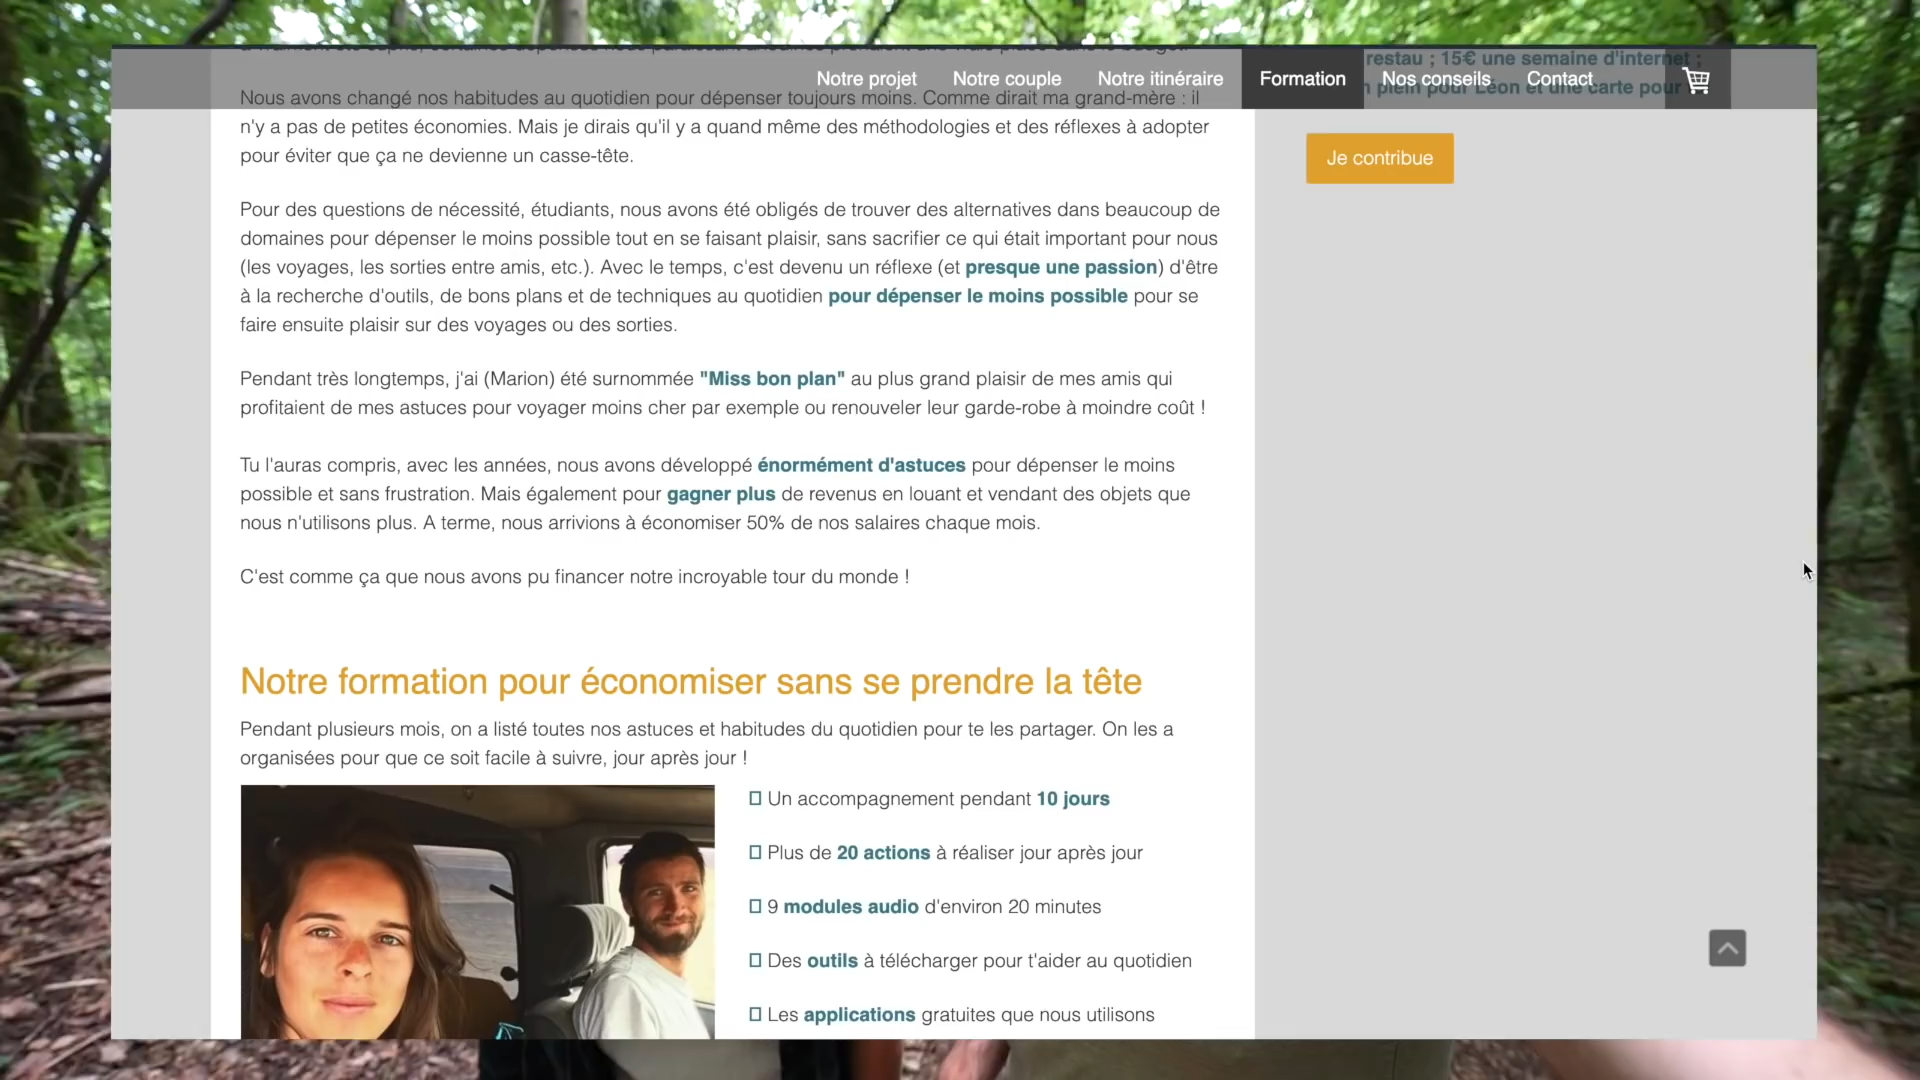 Notre projet Notre couple Notre itinéraire Formation Nos conseils Contact
restau ; 15€ une semaine d'internet ;
plein pour Léon et une carte pour
Je contribue
Nous avons changé nos habitudes au quotidien pour dépenser toujours moins. Comme dirait ma grand-mère : il
n'y a pas de petites économies. Mais je dirais qu'il y a quand même des méthodologies et des réflexes à adopter
pour éviter que ça ne devienne un casse-tête.
Pour des questions de nécessité, étudiants, nous avons été obligés de trouver des alternatives dans beaucoup de
domaines pour dépenser le moins possible tout en se faisant plaisir, sans sacrifier ce qui était important pour nous
(les voyages, les sorties entre amis, etc.). Avec le temps, c'est devenu un réflexe (et presque une passion) d'être
à la recherche d'outils, de bons plans et de techniques au quotidien pour dépenser le moins possible pour se
faire ensuite plaisir sur des voyages ou des sorties.
Pendant très longtemps, j'ai (Marion) été surnommée "Miss bon plan" au plus grand plaisir de mes amis qui
profitaient de mes astuces pour voyager moins cher par exemple ou renouveler leur garde-robe à moindre coût !
Tu l'auras compris, avec les années, nous avons développé énormément d'astuces pour dépenser le moins
possible et sans frustration. Mais également pour gagner plus de revenus en louant et vendant des objets que
nous n'utilisons plus. A terme, nous arrivions à économiser 50% de nos salaires chaque mois.
C'est comme ça que nous avons pu financer notre incroyable tour du monde !
Notre formation pour économiser sans se prendre la tête
Pendant plusieurs mois, on a listé toutes nos astuces et habitudes du quotidien pour te les partager. On les a
organisées pour que ce soit facile à suivre, jour après jour !
Un accompagnement pendant 10 jours
Plus de 20 actions à réaliser jour après jour
9 modules audio d'environ 20 minutes
Des outils à télécharger pour t'aider au quotidien
Les applications gratuites que nous utilisons